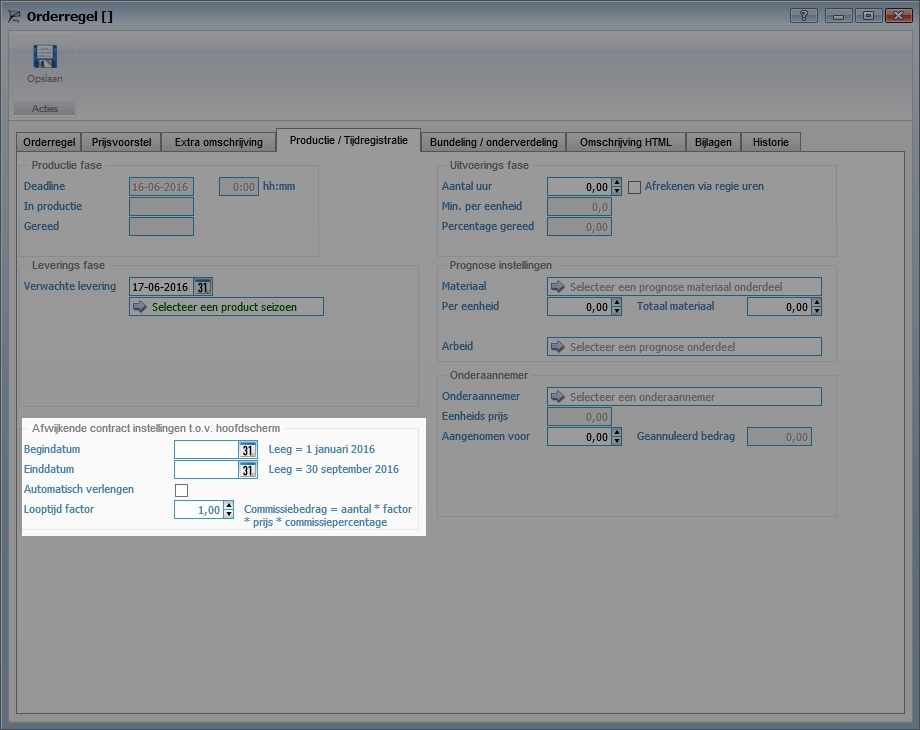 Orderregel []
?
Opslaan
Acties
Orderregel Prijsvoorstel Extra omschrijving Productie / Tijdregistratie Bundeling / onderverdeling Omschrijving HTML Bijlagen Historie
Productie fase
Deadline 16-06-2016 0:00 hh:mm
In productie
Gereed
Uitvoerings fase
Aantal uur 0,00 Afrekenen via regie uren
Min. per eenheid 0,0
Percentage gereed 0,00
Leverings fase
Verwachte levering 17-06-2016 31
Selecteer een product seizoen
Prognose instellingen
Materiaal Selecteer een prognose materiaal onderdeel
Per eenheid 0,00 Totaal materiaal 0,00
Arbeid Selecteer een prognose onderdeel
Onderaannemer
Onderaannemer Selecteer een onderaannemer
Eenheids prijs 0,00
Aangenomen voor 0,00 Geannuleerd bedrag 0,00
Afwijkende contract instellingen t.o.v. hoofdscherm
Begindatum 31 Leeg = 1 januari 2016
Einddatum 31 Leeg = 30 september 2016
Automatisch verlengen
Looptijd factor 1,00 Commissiebedrag = aantal * factor
* prijs * commissiepercentage